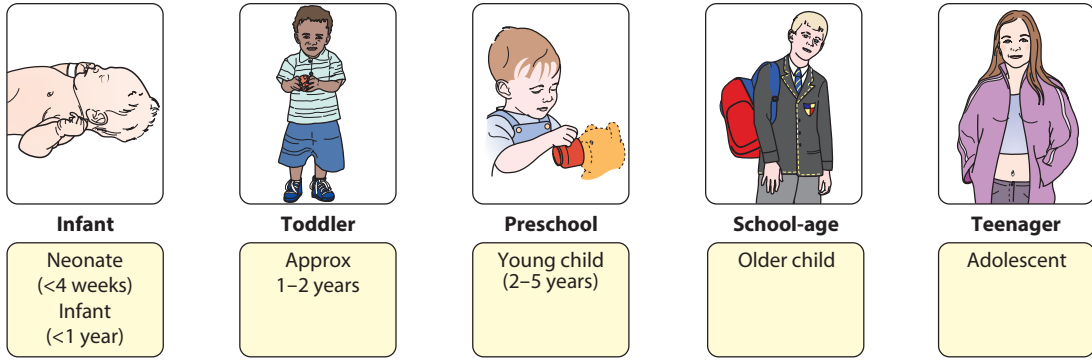 Infant
Neonate
(<4 weeks)
Infant
(<1 year)
Toddler
Approx
1–2 years
Preschool
Young child
(2–5 years)
School-age
Older child
Teenager
Adolescent